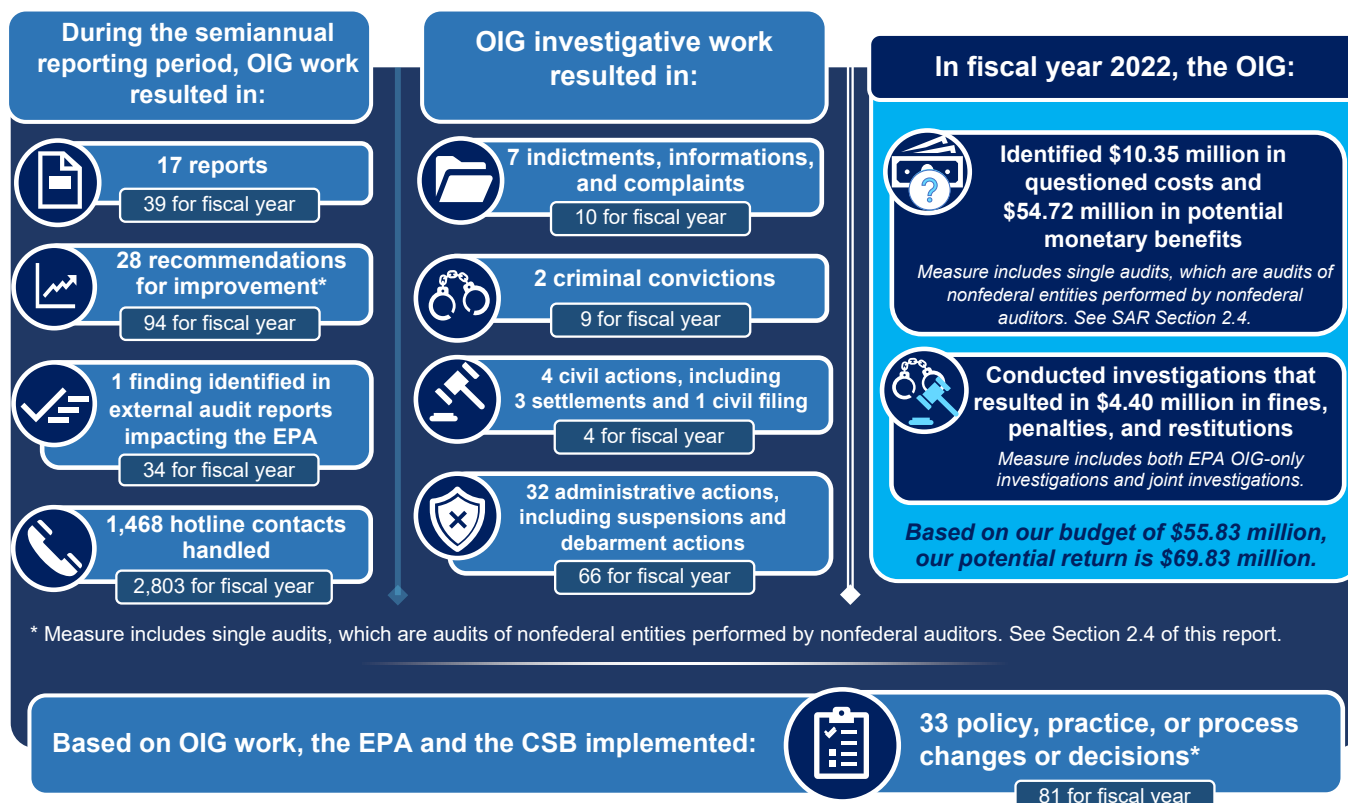 During the semiannual
reporting period, OIG work
resulted in:
17 reports
39 for fiscal year
28 recommendations
for improvement*
94 for fiscal year
1 finding identified in
external audit reports
impacting the EPA
34 for fiscal year
1,468 hotline contacts
handled
2,803 for fiscal year
OIG investigative work
resulted in:
7 indictments, informations,
and complaints
10 for fiscal year
2 criminal convictions
9 for fiscal year
4 civil actions, including
3 settlements and 1 civil filing
4 for fiscal year
32 administrative actions,
including suspensions and
debarment actions
66 for fiscal year
In fiscal year 2022, the OIG:
?
Identified $10.35 million in
questioned costs and
$54.72 million in potential
monetary benefits
Measure includes single audits, which are audits of
nonfederal entities performed by nonfederal
auditors. See SAR Section 2.4.
Conducted investigations that
resulted in $4.40 million in fines,
penalties, and restitutions
Measure includes both EPA OIG-only
investigations and joint investigations.
Based on our budget of $55.83 million,
our potential return is $69.83 million.
* Measure includes single audits, which are audits of nonfederal entities performed by nonfederal auditors. See Section 2.4 of this report.
Based on OIG work, the EPA and the CSB implemented:
33 policy, practice, or process
changes or decisions*
81 for fiscal year